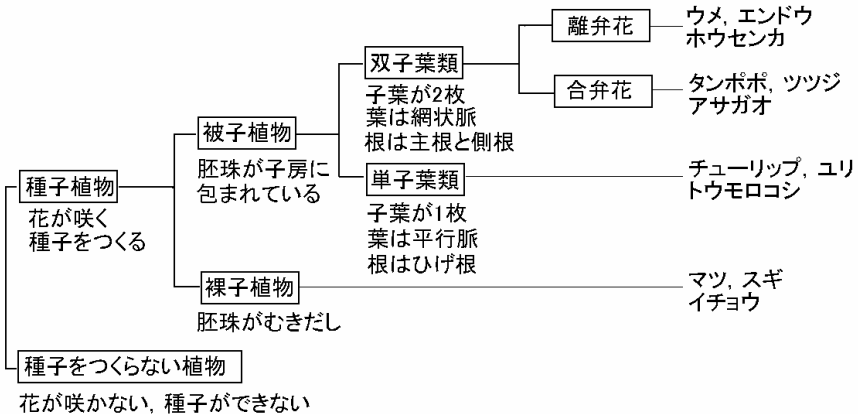 種子植物
花が咲く
種子をつくる
被子植物
胚珠が子房に
包まれている
双子葉類
子葉が2枚
葉は網状脈
根は主根と側根
離弁花
ウメ, エンドウ
ホウセンカ
合弁花
タンポポ, ツツジ
アサガオ
単子葉類
子葉が1枚
葉は平行脈
根はひげ根
チューリップ, ユリ
トウモロコシ
裸子植物
胚珠がむきだし
マツ, スギ
イチョウ
種子をつくらない植物
花が咲かない, 種子ができない